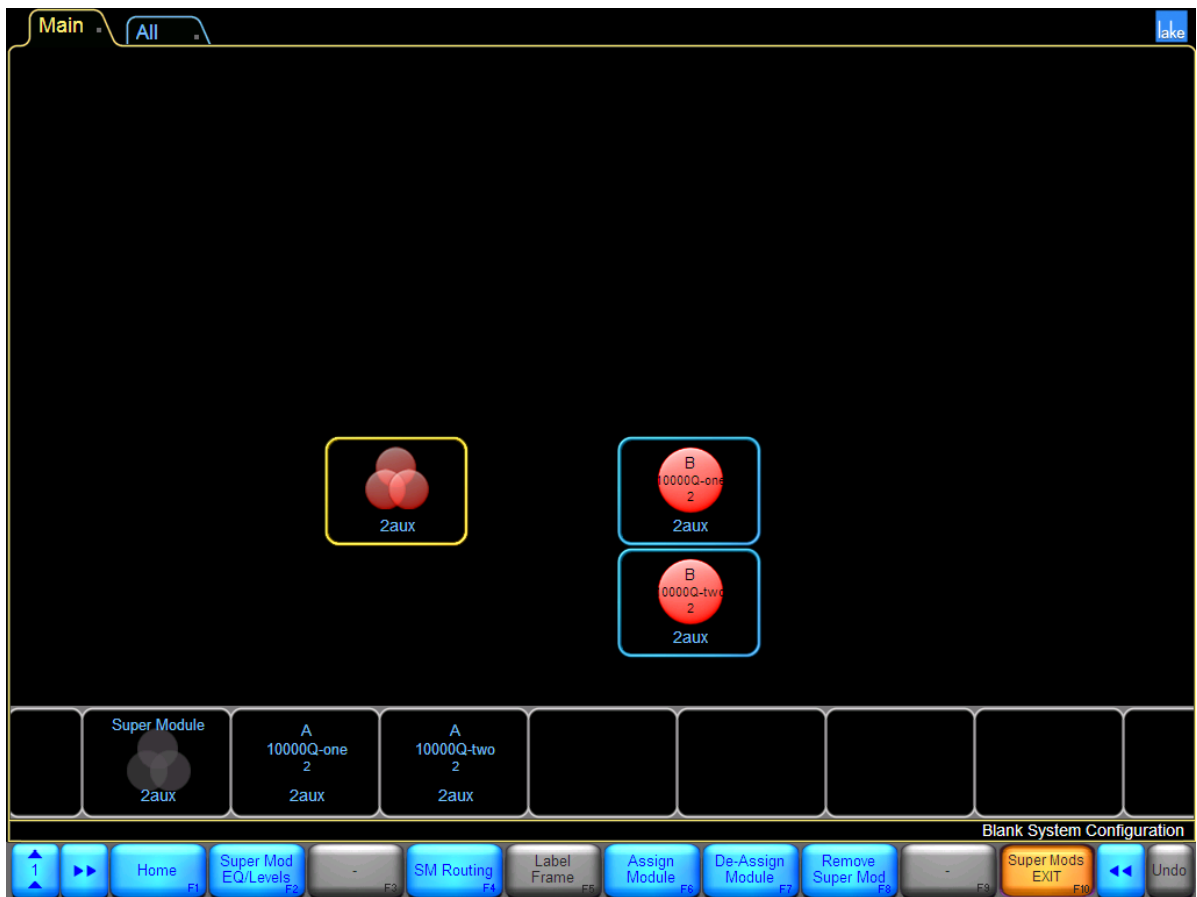 Main
All
lake
2aux
B
10000Q-one
2
2aux
B
10000Q-two
2
2aux
Super Module
2aux
A
10000Q-one
2
2aux
A
10000Q-two
2
2aux
Blank System Configuration
1
Home
F1
Super Mod
EQ/Levels
F2
-
F3
SM Routing
F4
Label
Frame
F5
Assign
Module
F6
De-Assign
Module
F7
Remove
Super Mod
F8
-
F9
Super Mods
EXIT
F10
Undo